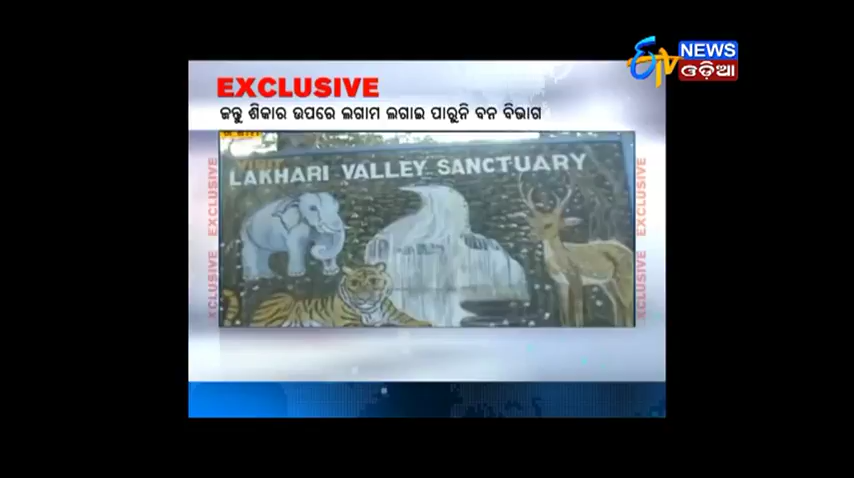 ETV NEWS
ଓଡ଼ିଆ
EXCLUSIVE
ଜନ୍ତୁ ଶିକାର ଉପରେ ଲଗାମ ଲଗାଇ ପାରୁନି ବନ ବିଭାଗ
VISIT
LAKHARI VALLEY SANCTUARY
EXCLUSIVE
EXCLUSIVE
EXCLUSIVE
EXCLUSIVE